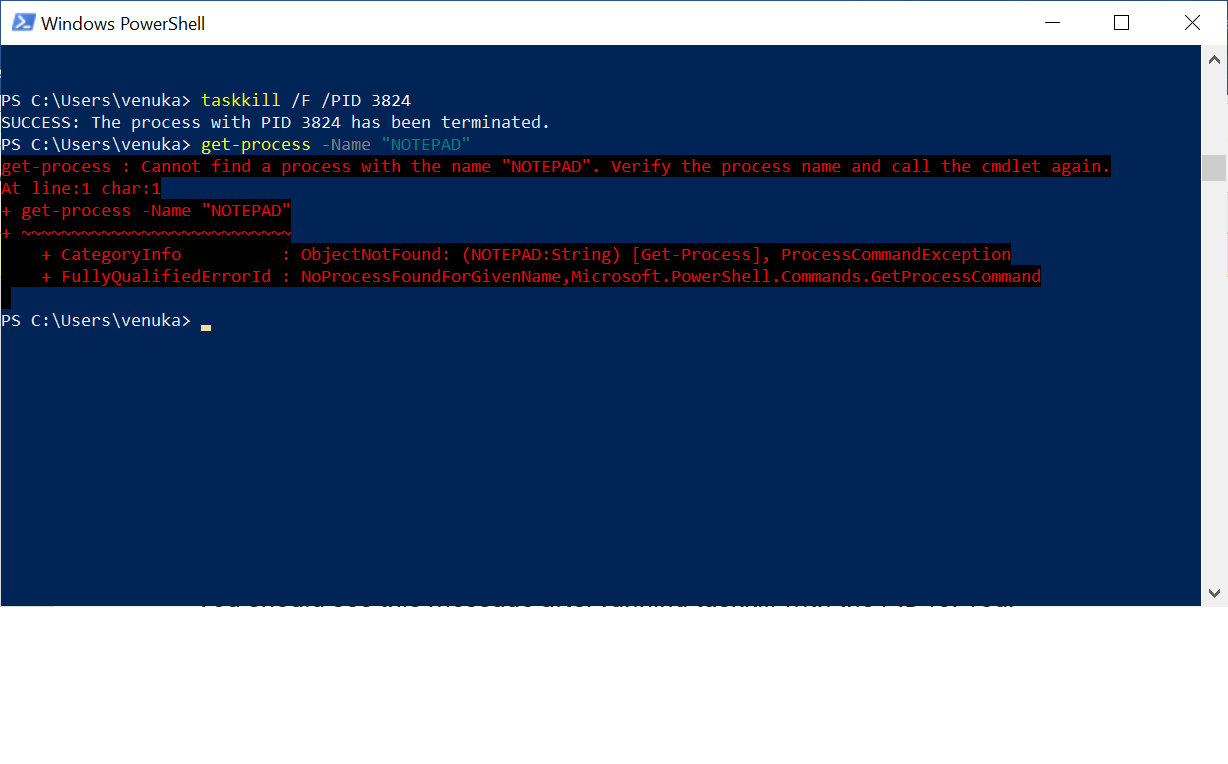 Windows PowerShell
PS C:\Users\venuka> taskkill /F /PID 3824
SUCCESS: The process with PID 3824 has been terminated.
PS C:\Users\venuka> get-process -Name "NOTEPAD"
get-process : Cannot find a process with the name "NOTEPAD". Verify the process name and call the cmdlet again.
At line:1 char:1
+ get-process -Name "NOTEPAD"
+ ~~~~~~~~~~~~~~~~~~~~~~~~~~~
    + CategoryInfo          : ObjectNotFound: (NOTEPAD:String) [Get-Process], ProcessCommandException
    + FullyQualifiedErrorId : NoProcessFoundForGivenName,Microsoft.PowerShell.Commands.GetProcessCommand
PS C:\Users\venuka>